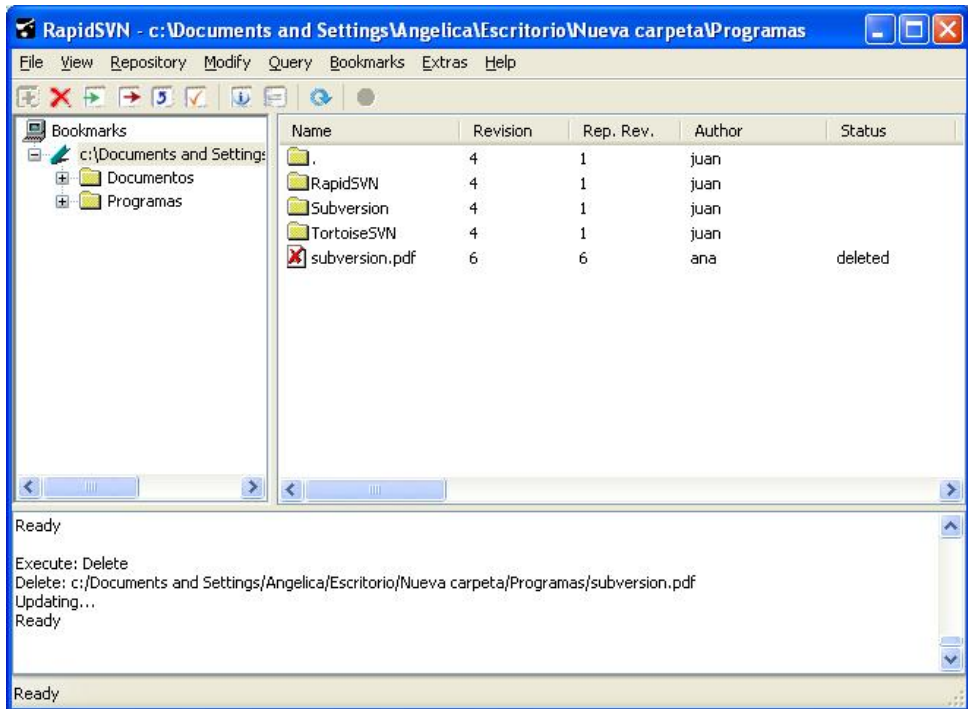 RapidSVN - c:\Documents and Settings\Angelica\Escritorio\Nueva carpeta\Programas
File View Repository Modify Query Bookmarks Extras Help
Bookmarks
c:\Documents and Settings
Documentos
Programas
Name Revision Rep. Rev. Author Status
. 4 1 juan
RapidSVN 4 1 juan
Subversion 4 1 juan
TortoiseSVN 4 1 juan
subversion.pdf 6 6 ana deleted
Ready
Execute: Delete
Delete: c:/Documents and Settings/Angelica/Escritorio/Nueva carpeta/Programas/subversion.pdf
Updating...
Ready
Ready